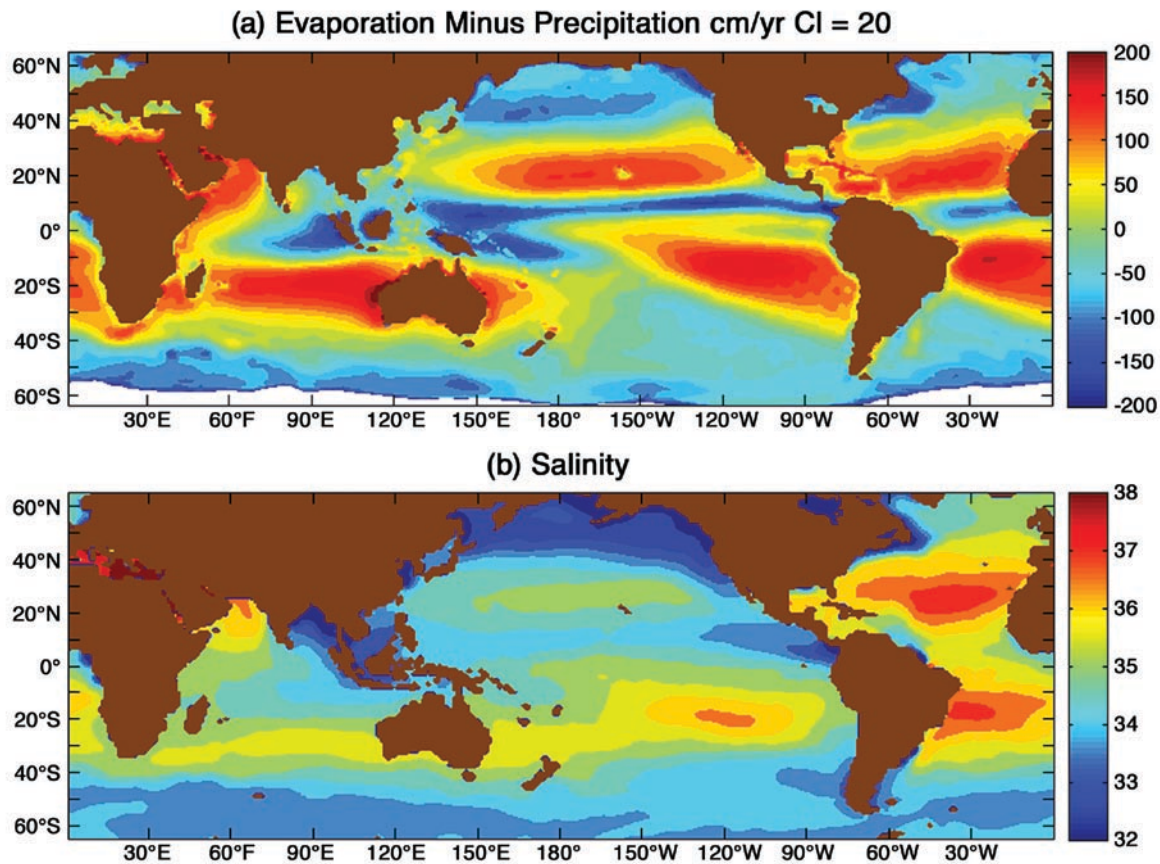 (a) Evaporation Minus Precipitation cm/yr CI = 20
60°N
40°N
20°N
0°
20°S
40°S
60°S
30°E 60°F 90°E 120°E 150°E 180° 150°W 120°W 90°W 60°W 30°W
200
150
100
50
0
-50
-100
-150
-200
(b) Salinity
60°N
40°N
20°N
0°
20°S
40°S
60°S
30°E 60°E 90°E 120°E 150°E 180° 150°W 120°W 90°W 60°W 30°W
38
37
36
35
34
33
32